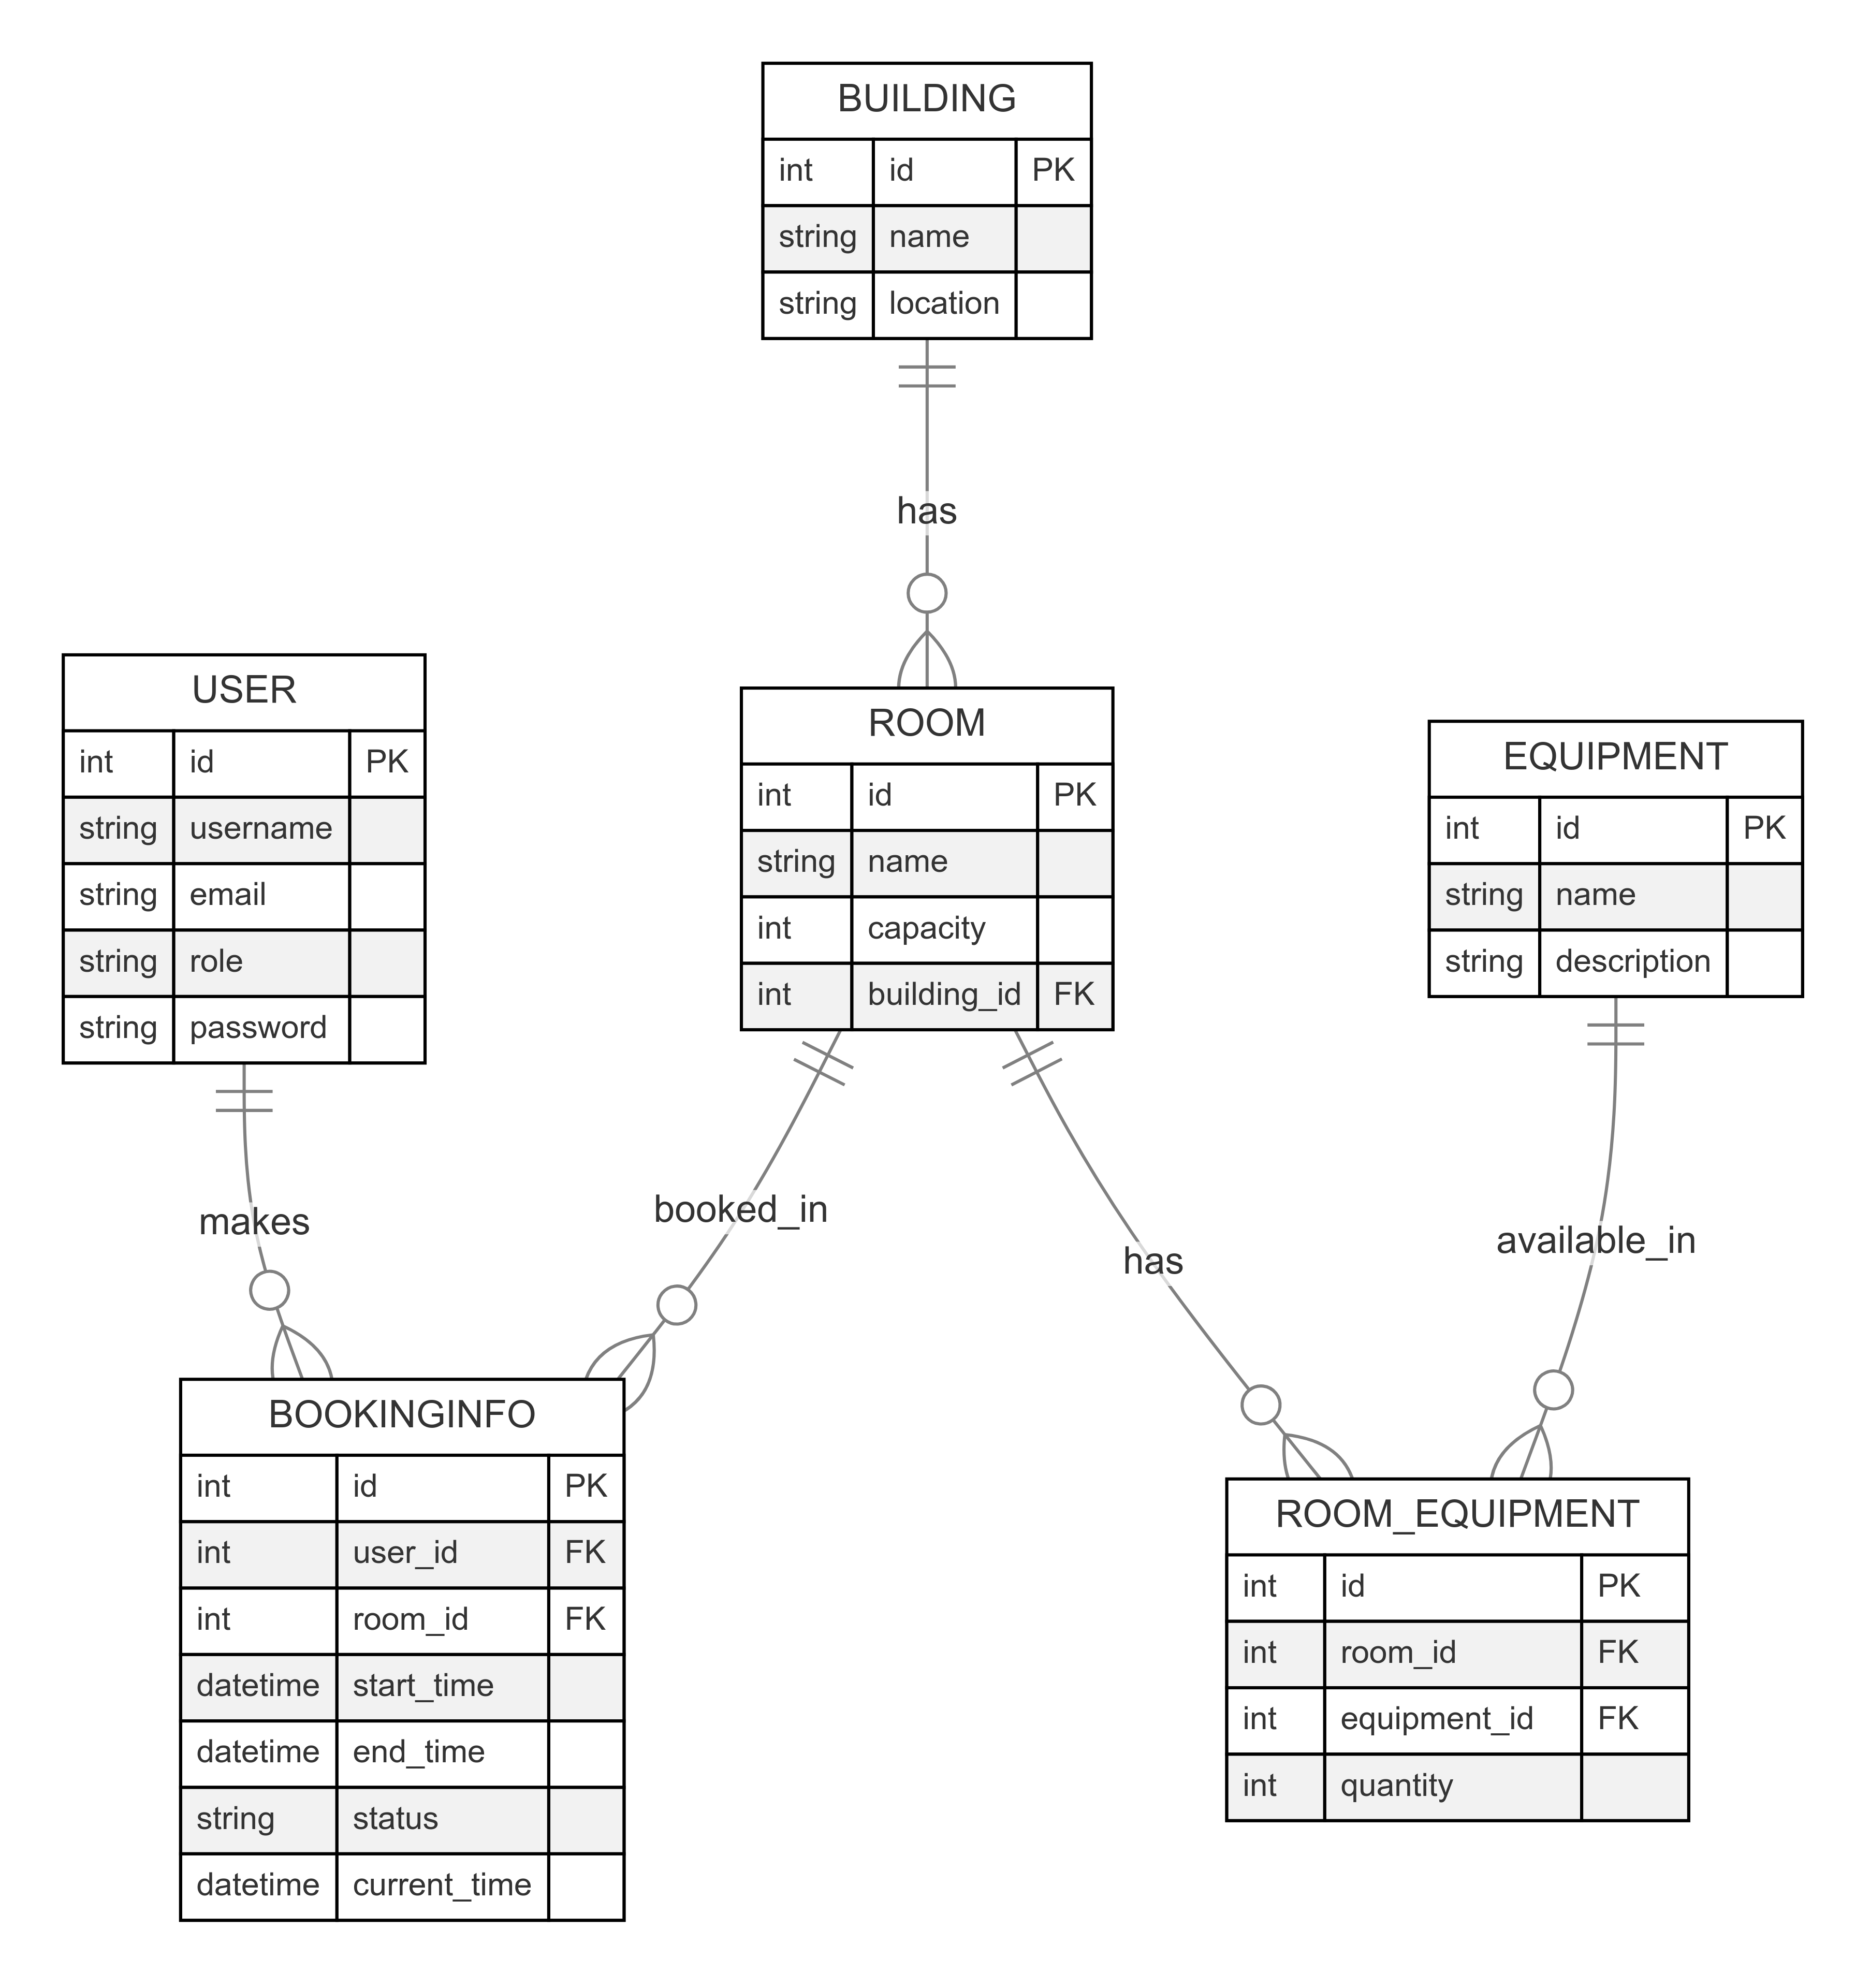 BUILDING
int id PK
string name
string location
has
USER
int id PK
string username
string email
string role
string password
ROOM
int id PK
string name
int capacity
int building_id FK
EQUIPMENT
int id PK
string name
string description
makes
booked_in
has
available_in
BOOKINGINFO
int id PK
int user_id FK
int room_id FK
datetime start_time
datetime end_time
string status
datetime current_time
ROOM_EQUIPMENT
int id PK
int room_id FK
int equipment_id FK
int quantity